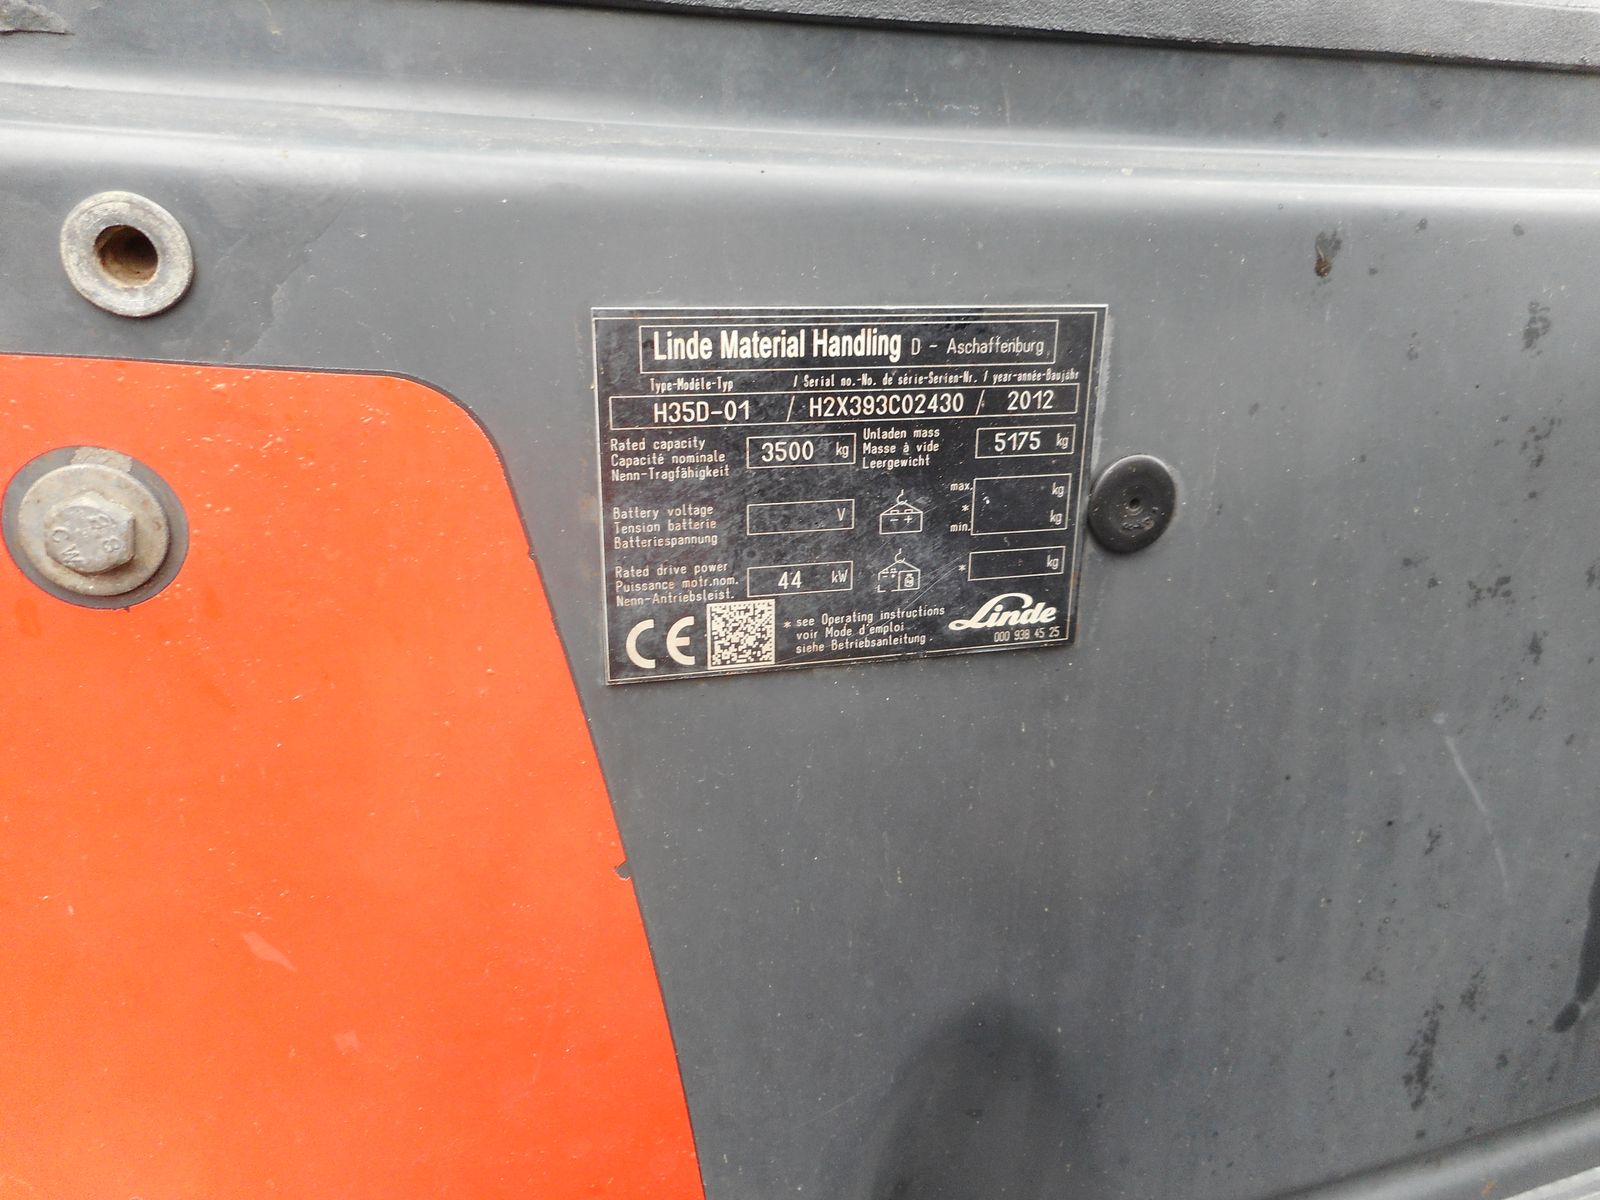 Linde Material Handling D - Aschaffenburg
Type-Modèle-Typ / Serial no.-No. de série-Serien-Nr. / year-année-Baujahr
H35D-01 / H2X393C02430 / 2012
Rated capacity
Capacité nominale
Nenn-Tragfähigkeit
3500 kg
Unladen mass
Masse à vide
Leergewicht
5175 kg
Battery voltage
Tension batterie
Batteriespannung
V
- +
max. kg
*
min. kg
Rated drive power
Puissance motr.nom.
Nenn-Antriebsleist.
44 kW
* kg
CE
* see Operating instructions
voir Mode d'emploi
siehe Betriebsanleitung.
Linde
000 938 45 25